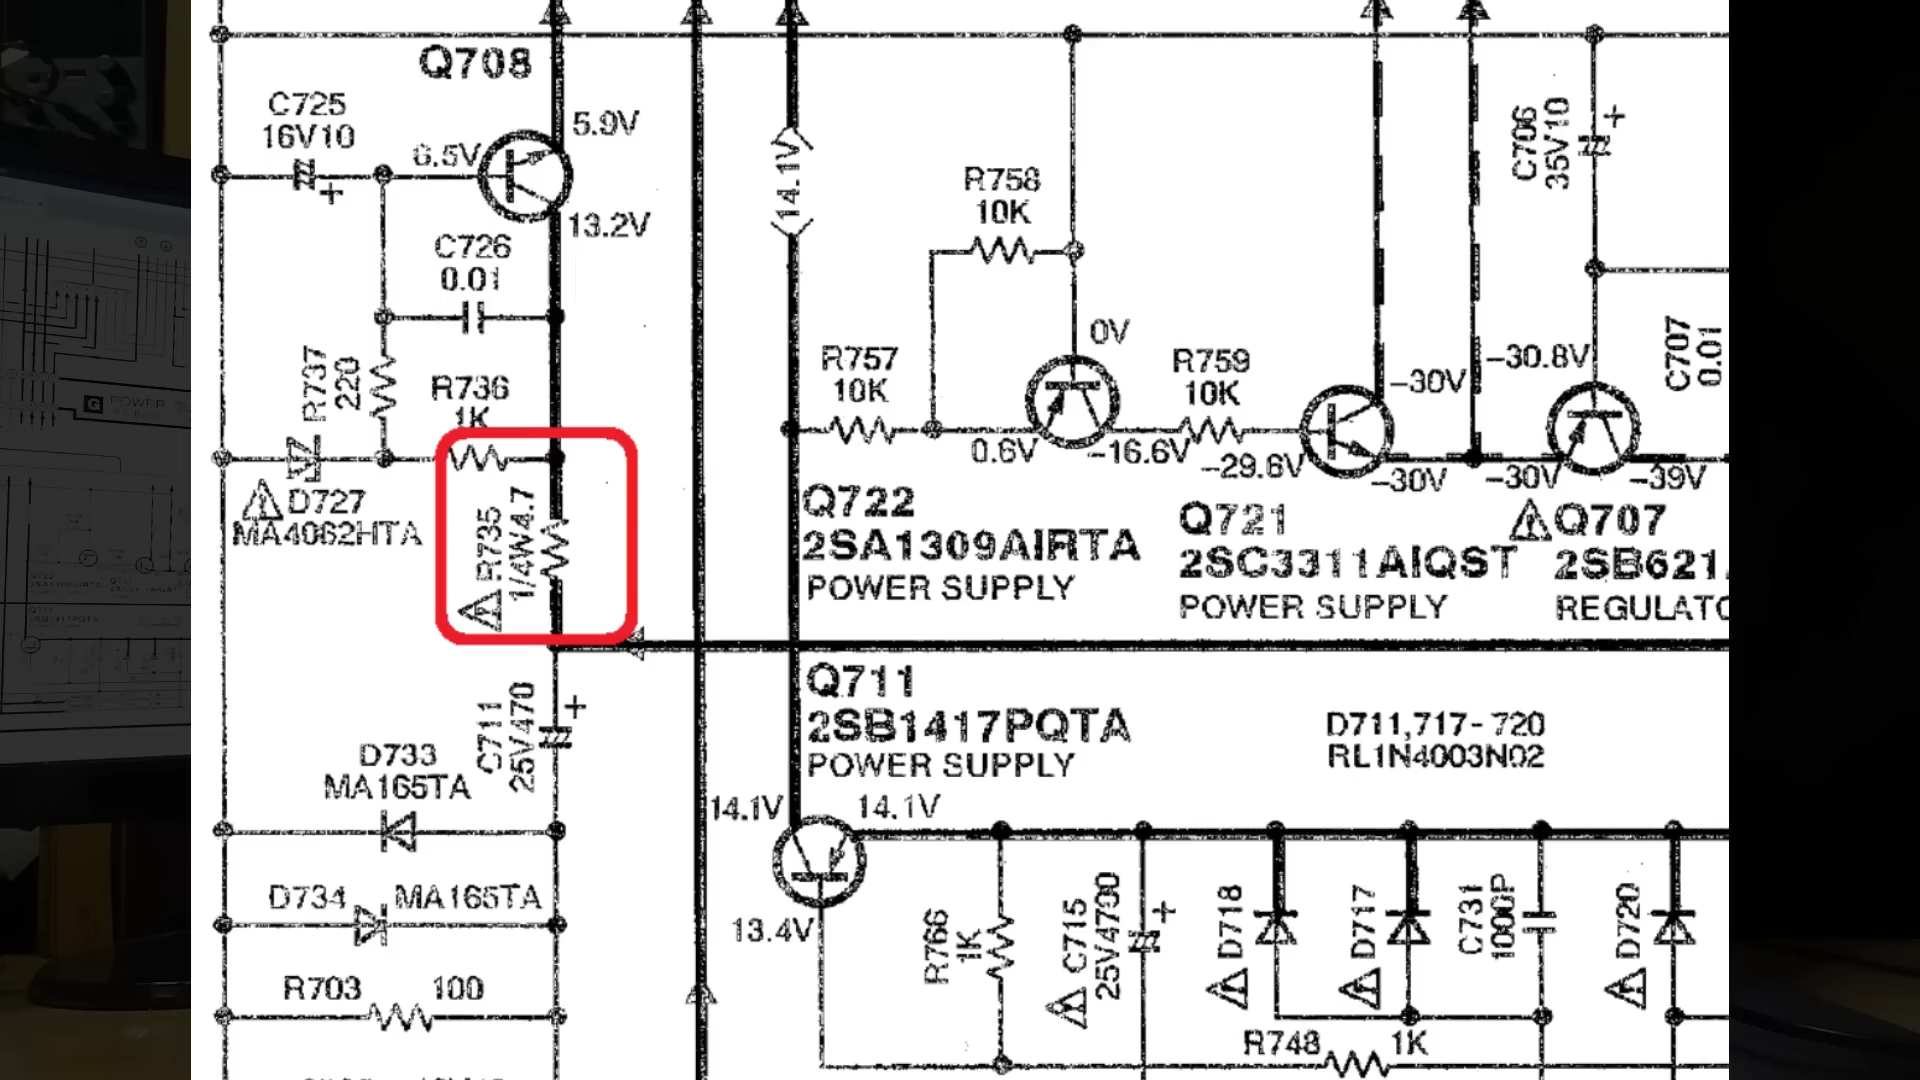 Q708
C725
16V10
5.9V
6.5V
13.2V
C726
0.01
R737
220
R736
1K
D727
MA4062HTA
R735
1/4W4.7
14.1V
R758
10K
0V
R757
10K
R759
10K
0.6V
-16.6V
-29.6V
-30V
-30V
-30V
-30.8V
-39V
C706
35V10
C707
0.01
Q722
2SA1309AIRTA
POWER SUPPLY
Q721
2SC3311AIQST
POWER SUPPLY
Q707
2SB621
REGULATO
Q711
2SB1417PQTA
POWER SUPPLY
D711,717-720
RL1N4003N02
C711
25V470
D733
MA165TA
D734
MA165TA
R703
100
14.1V
14.1V
13.4V
R766
1K
C715
25V4700
D718
D717
C731
1000P
D720
R748
1K
G
POWER SU